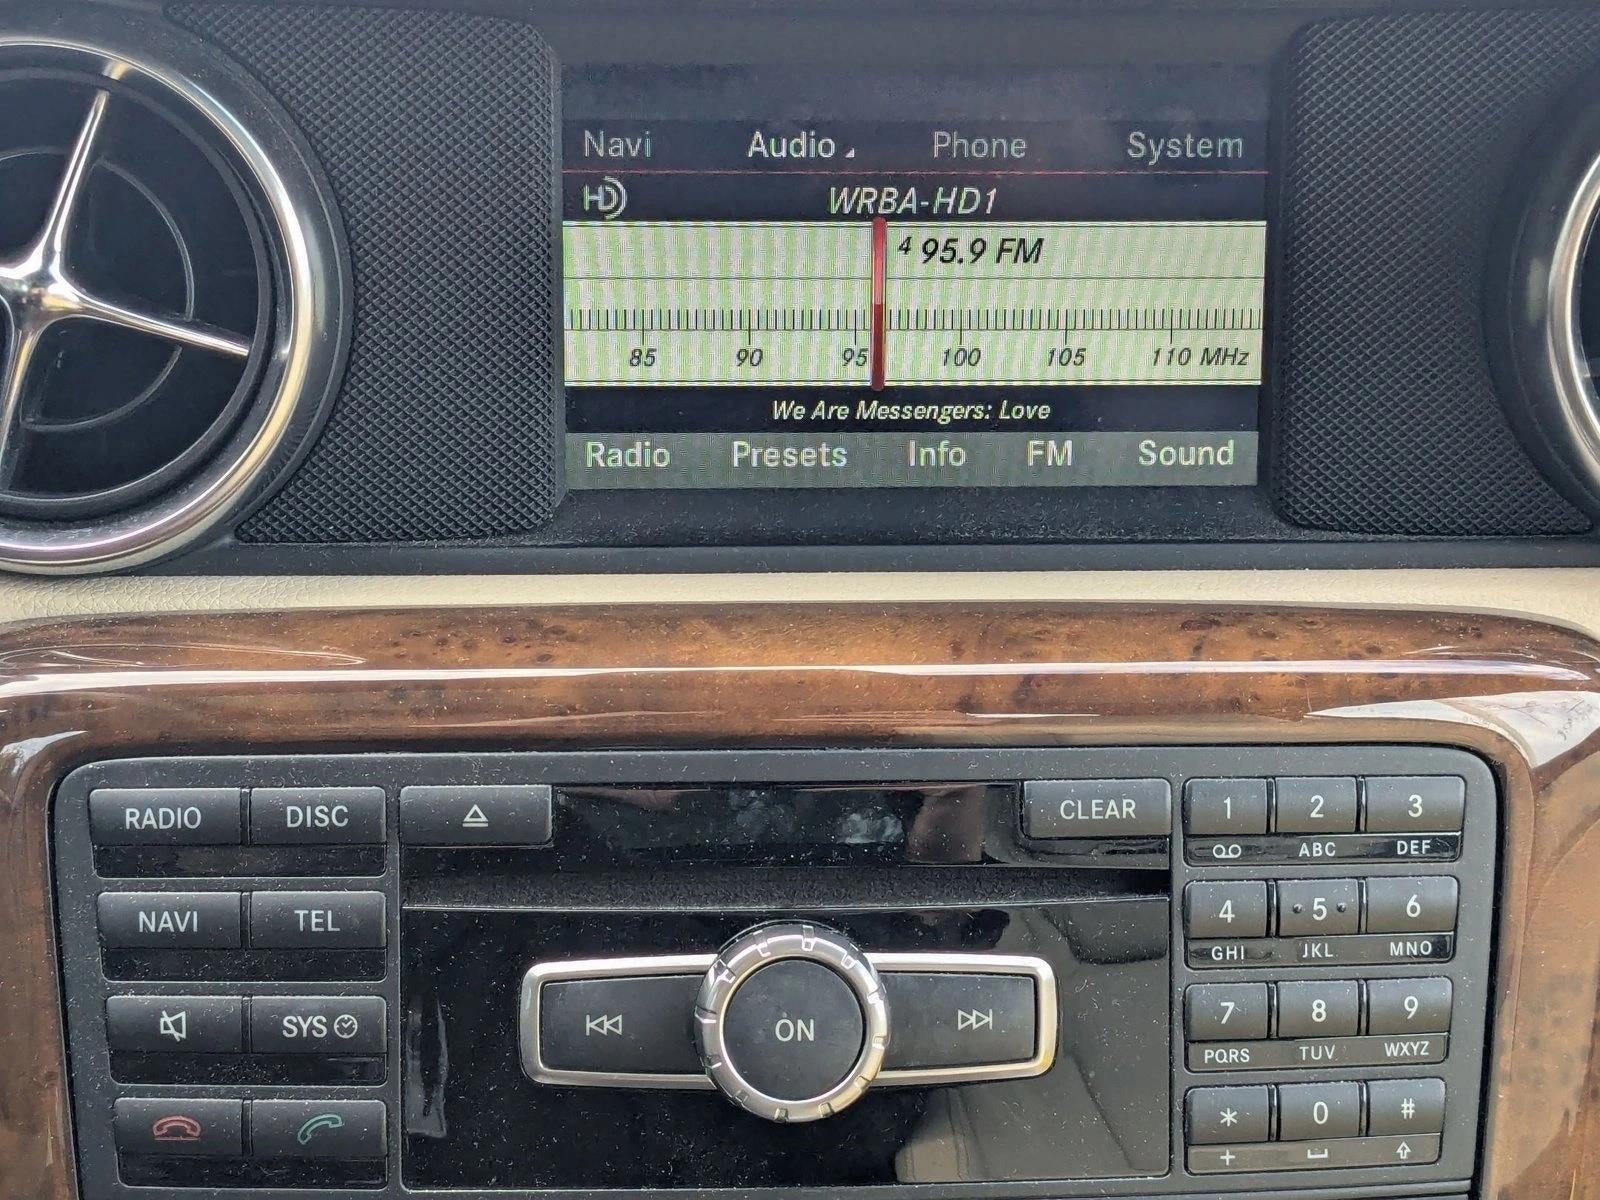 Navi Audio Phone System
HD WRBA-HD1
4 95.9 FM
85 90 95 100 105 110 MHz
We Are Messengers: Love
Radio Presets Info FM Sound
RADIO DISC CLEAR 1 2 3
ABC DEF
NAVI TEL 4 5 6
GHI JKL MNO
SYS ON 7 8 9
PQRS TUV WXYZ
* 0 #
+